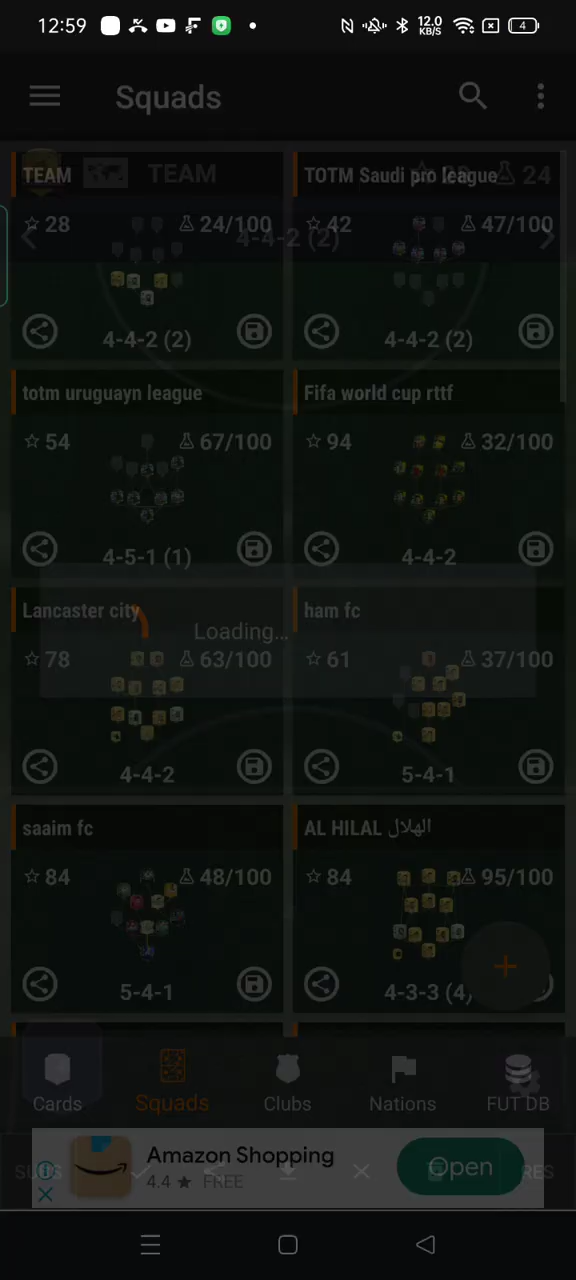 12:59
12.0 KB/S
4
Squads
TEAM
TEAM
TOTM Saudi pro league
24
28
24/100
42
47/100
4-4-2 (2)
4-4-2 (2)
4-4-2 (2)
totm uruguayn league
Fifa world cup rttf
54
67/100
94
32/100
4-5-1 (1)
4-4-2
Lancaster city
Loading...
ham fc
78
63/100
61
37/100
4-4-2
5-4-1
saaim fc
AL HILAL الهلال
84
48/100
84
95/100
5-4-1
4-3-3 (4)
Cards
Squads
Clubs
Nations
FUT DB
SUBS
RES
Amazon Shopping
4.4 ★ FREE
Open